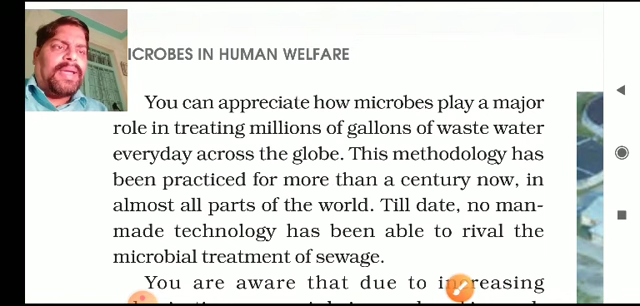 ICROBES IN HUMAN WELFARE
You can appreciate how microbes play a major
role in treating millions of gallons of waste water
everyday across the globe. This methodology has
been practiced for more than a century now, in
almost all parts of the world. Till date, no man-
made technology has been able to rival the
microbial treatment of sewage.
You are aware that due to increasing